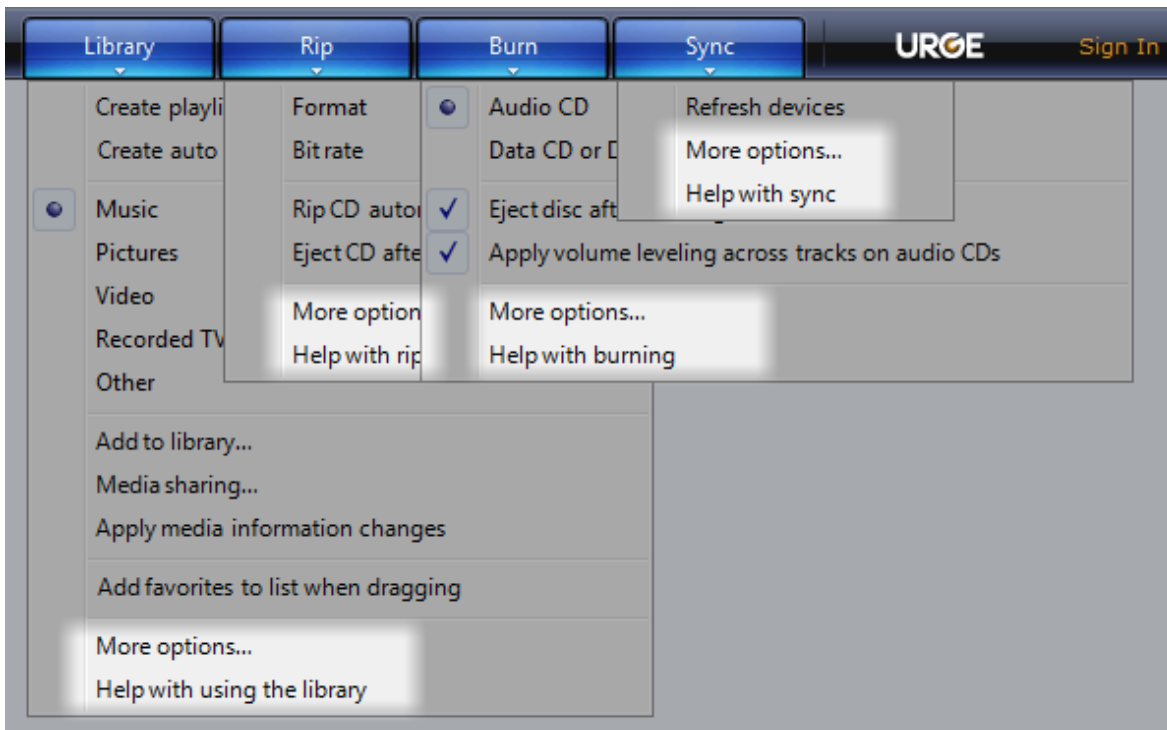 Library
Rip
Burn
Sync
URGE
Sign In
Create playli
Create auto
Music
Pictures
Video
Recorded TV
Other
Add to library...
Media sharing...
Apply media information changes
Add favorites to list when dragging
More options...
Help with using the library
Format
Bit rate
Rip CD auto
Eject CD afte
More option
Help with rip
Audio CD
Data CD or D
Eject disc aft
Apply volume leveling across tracks on audio CDs
More options...
Help with burning
Refresh devices
More options...
Help with sync